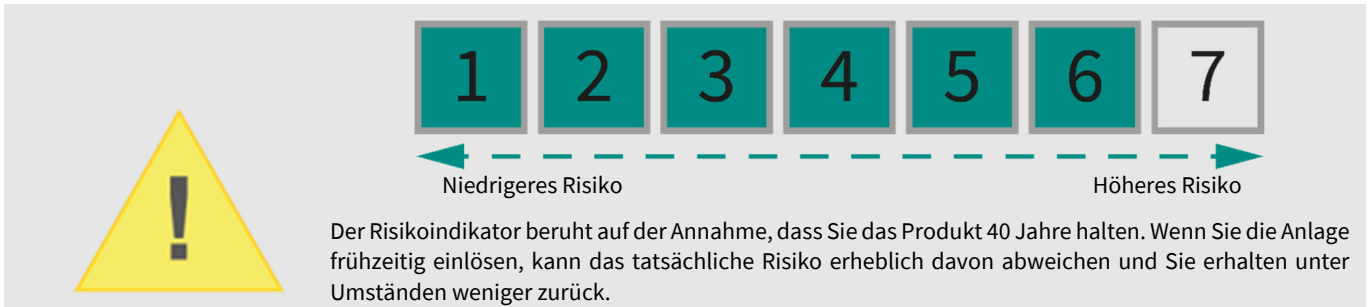 1 2 3 4 5 6 7
Niedrigeres Risiko Höheres Risiko
!
Der Risikoindikator beruht auf der Annahme, dass Sie das Produkt 40 Jahre halten. Wenn Sie die Anlage
frühzeitig einlösen, kann das tatsächliche Risiko erheblich davon abweichen und Sie erhalten unter
Umständen weniger zurück.